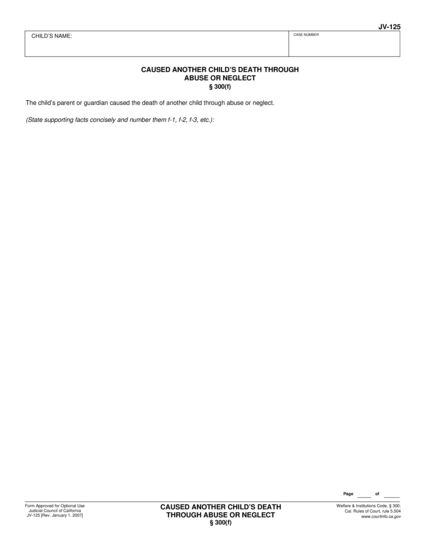 JV-125
CHILD'S NAME:
CASE NUMBER:
CAUSED ANOTHER CHILD'S DEATH THROUGH
ABUSE OR NEGLECT
§ 300(f)
The child's parent or guardian caused the death of another child through abuse or neglect.
(State supporting facts concisely and number them f-1, f-2, f-3, etc.):
Page ____ of ____
Form Approved for Optional Use
Judicial Council of California
JV-125 [Rev. January 1, 2007]
CAUSED ANOTHER CHILD'S DEATH
THROUGH ABUSE OR NEGLECT
§ 300(f)
Welfare & Institutions Code, § 300;
Cal. Rules of Court, rule 5.504
www.courtinfo.ca.gov